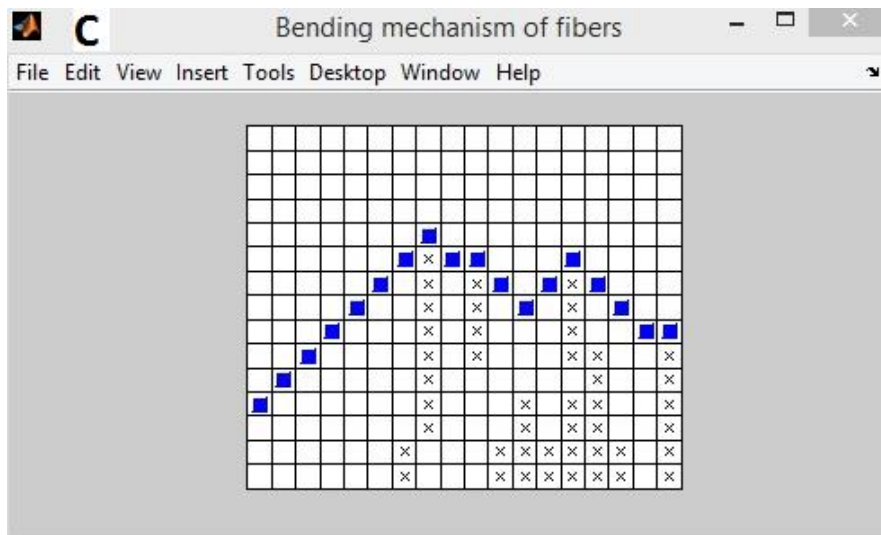 C Bending mechanism of fibers
File Edit View Insert Tools Desktop Window Help